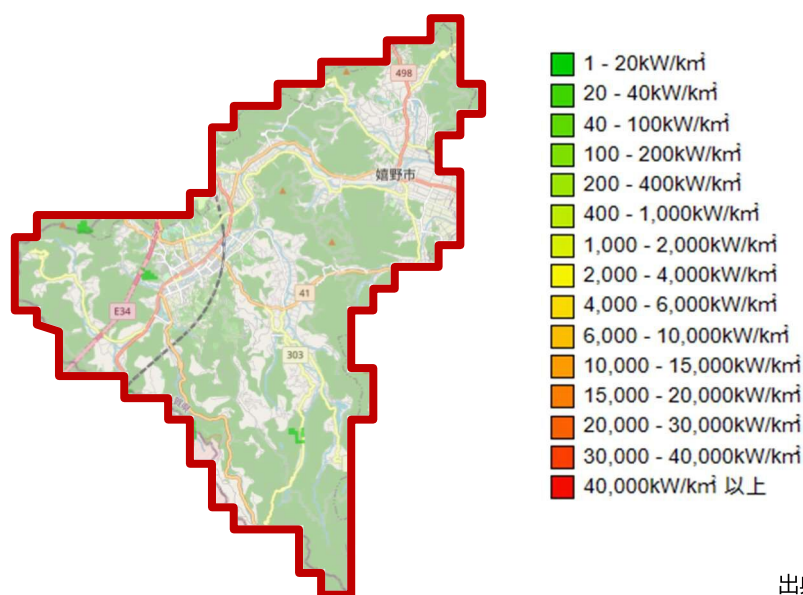 498
嬉野市
41
E34
303
1 - 20kW/k㎡
20 - 40kW/k㎡
40 - 100kW/k㎡
100 - 200kW/k㎡
200 - 400kW/k㎡
400 - 1,000kW/k㎡
1,000 - 2,000kW/k㎡
2,000 - 4,000kW/k㎡
4,000 - 6,000kW/k㎡
6,000 - 10,000kW/k㎡
10,000 - 15,000kW/k㎡
15,000 - 20,000kW/k㎡
20,000 - 30,000kW/k㎡
30,000 - 40,000kW/k㎡
40,000kW/k㎡ 以上
出